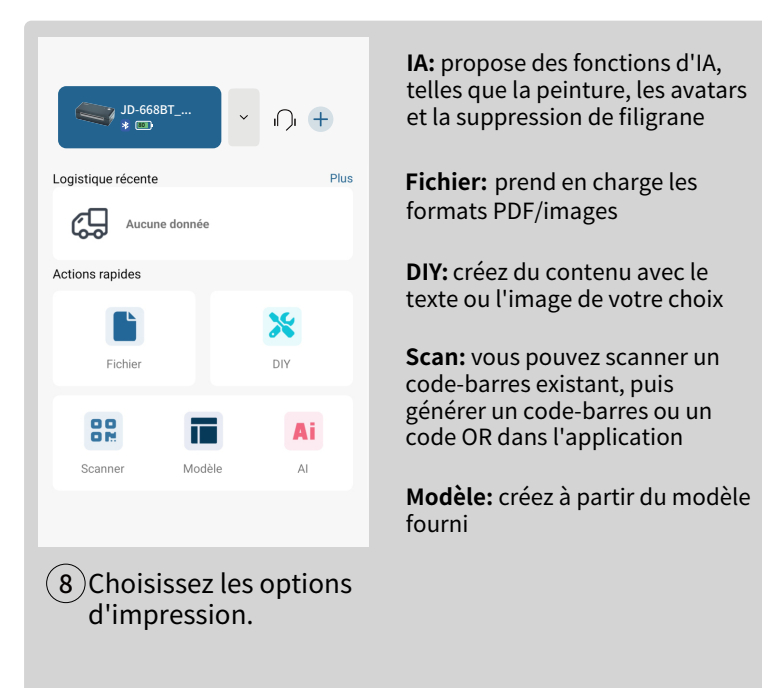 JD-668BT_...
Logistique récente
Plus
Aucune donnée
Actions rapides
Fichier
DIY
Ai
Scanner
Modèle
AI
8 Choisissez les options
d'impression.
IA: propose des fonctions d'IA,
telles que la peinture, les avatars
et la suppression de filigrane
Fichier: prend en charge les
formats PDF/images
DIY: créez du contenu avec le
texte ou l'image de votre choix
Scan: vous pouvez scanner un
code-barres existant, puis
générer un code-barres ou un
code OR dans l'application
Modèle: créez à partir du modèle
fourni